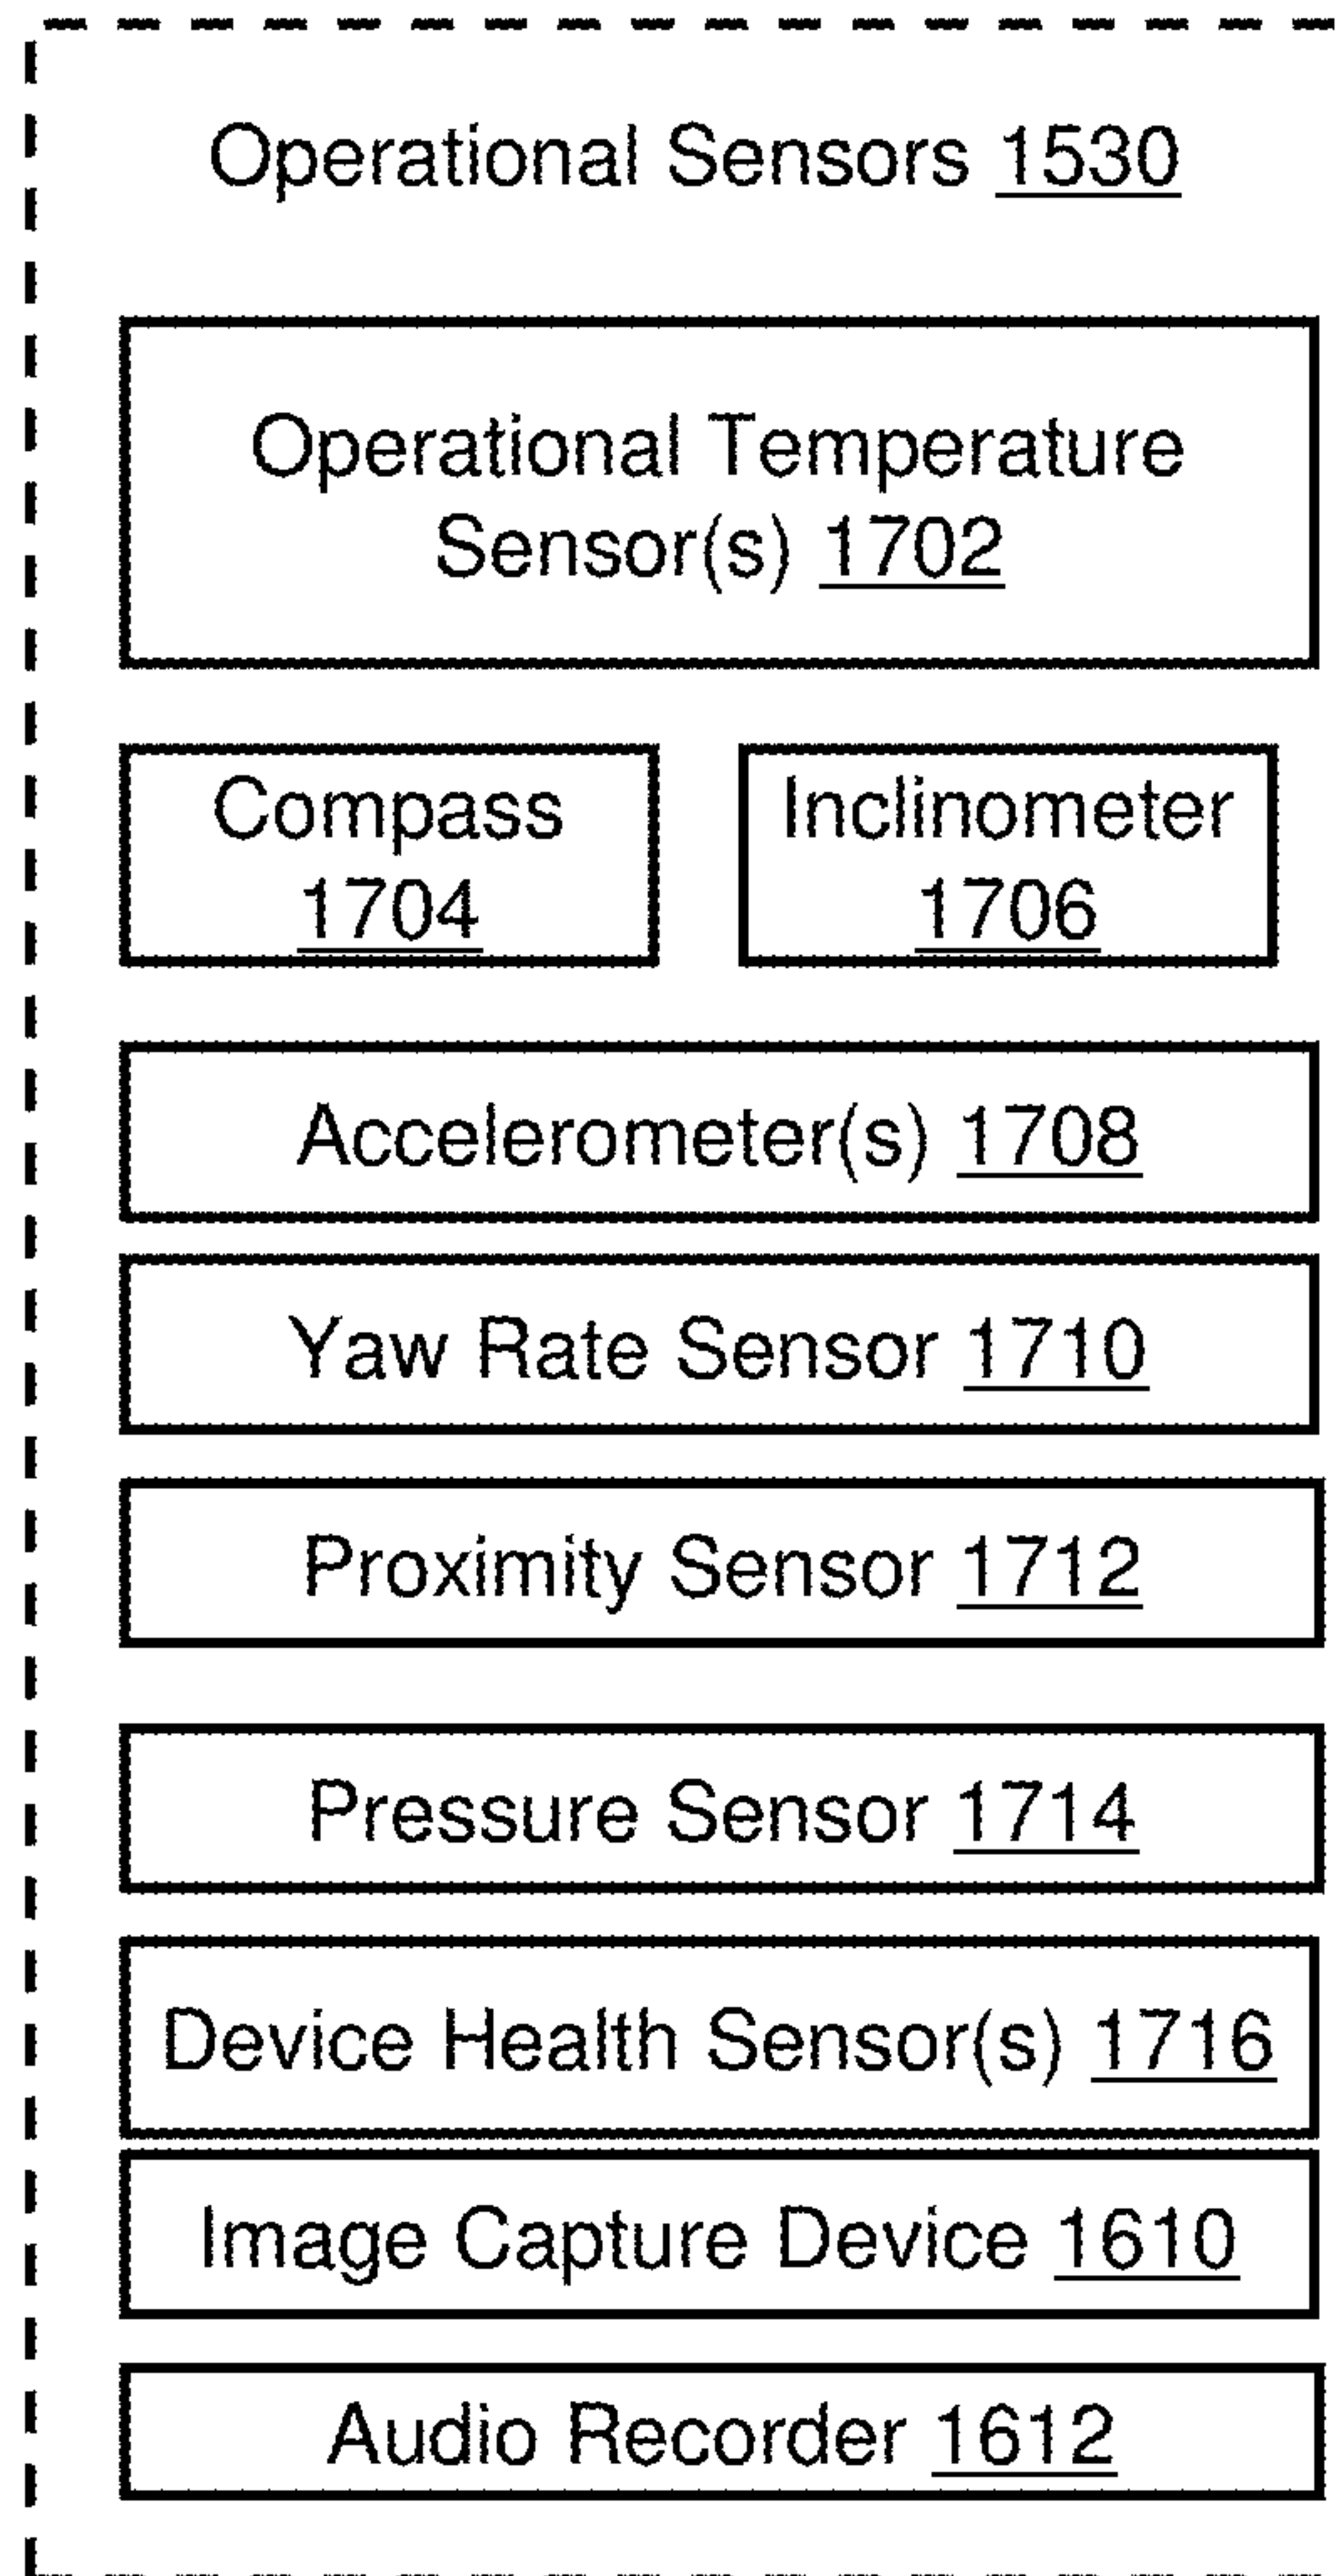 Operational Sensors 1530
Operational Temperature
Sensor(s) 1702
Compass
1704
Inclinometer
1706
Accelerometer(s) 1708
Yaw Rate Sensor 1710
Proximity Sensor 1712
Pressure Sensor 1714
Device Health Sensor(s) 1716
Image Capture Device 1610
Audio Recorder 1612